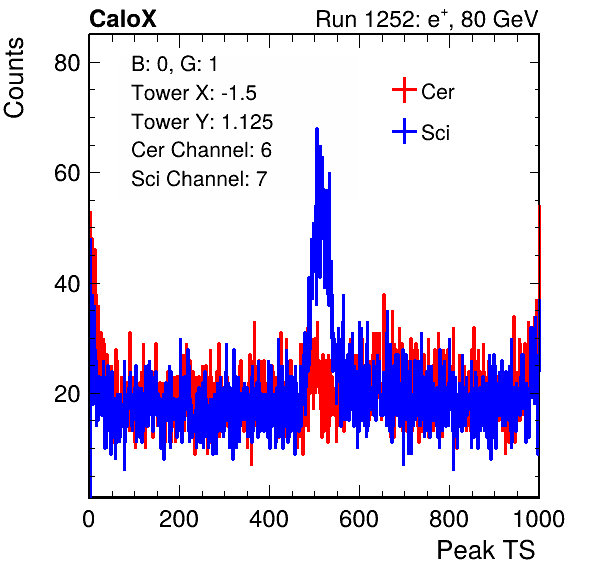 CaloX Run 1252: e⁺, 80 GeV
Counts
B: 0, G: 1
Tower X: -1.5
Tower Y: 1.125
Cer Channel: 6
Sci Channel: 7
Cer
Sci
80
60
40
20
0 200 400 600 800 1000
Peak TS